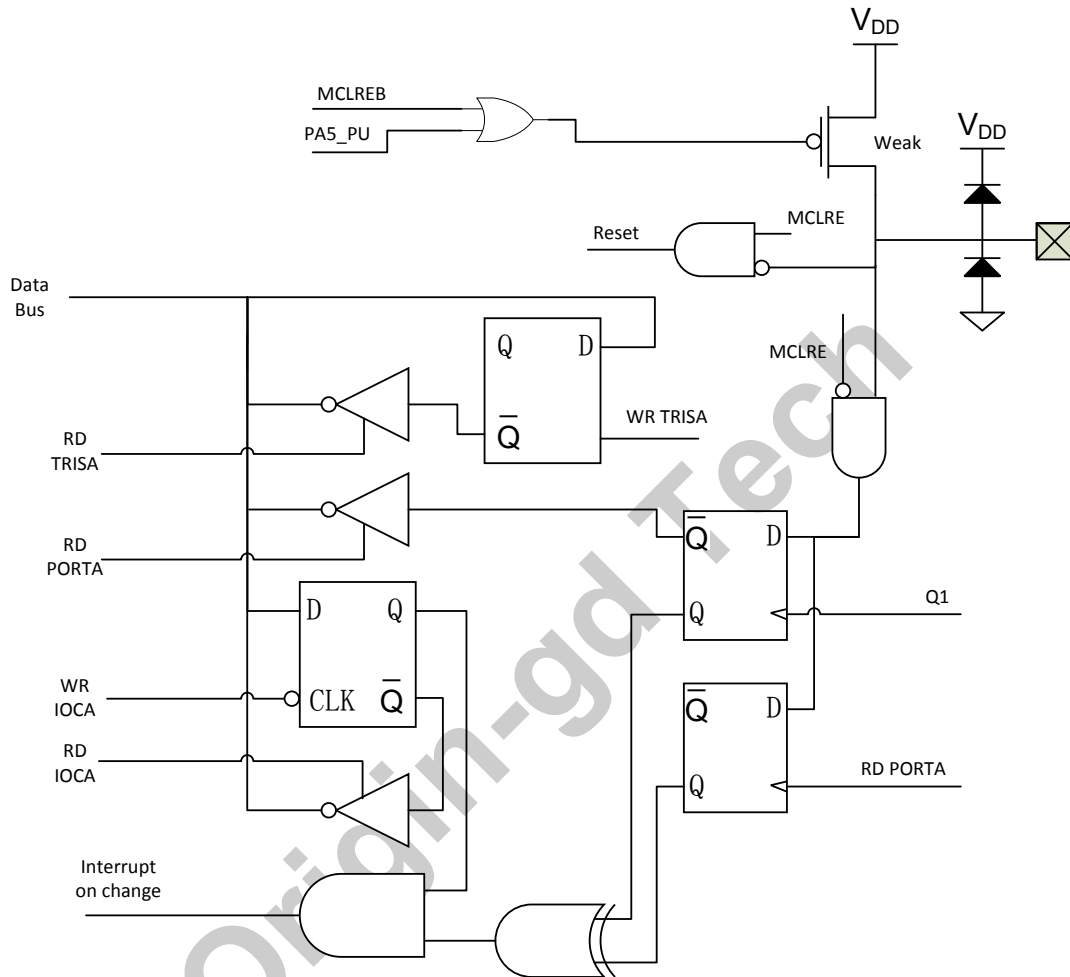 VDD
MCLREB
PA5_PU
Weak
VDD
MCLRE
Reset
Data
Bus
Q
D
MCLRE
Q
WR TRISA
RD
TRISA
RD
PORTA
Q
D
Q
Q1
D
Q
WR
IOCA
CLK
Q
Q
D
RD
IOCA
Q
RD PORTA
Interrupt
on change
Origin-gd Tech